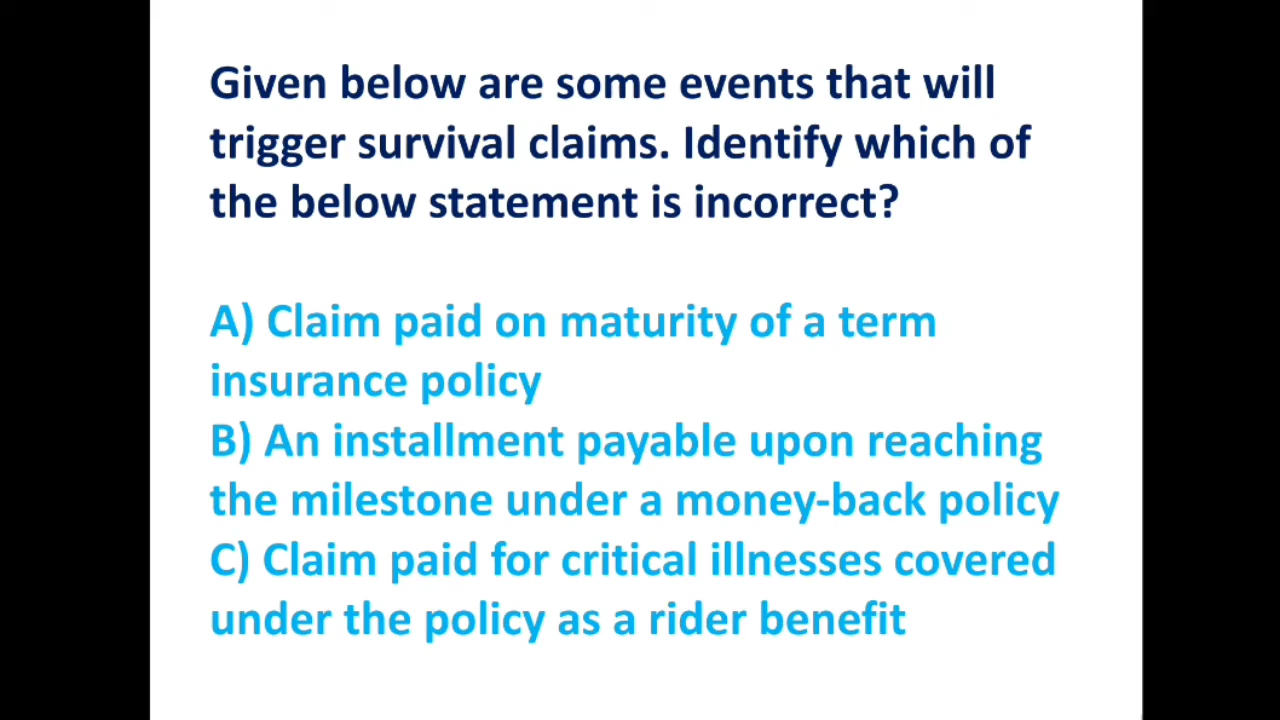 Given below are some events that will
trigger survival claims. Identify which of
the below statement is incorrect?
A) Claim paid on maturity of a term
insurance policy
B) An installment payable upon reaching
the milestone under a money-back policy
C) Claim paid for critical illnesses covered
under the policy as a rider benefit